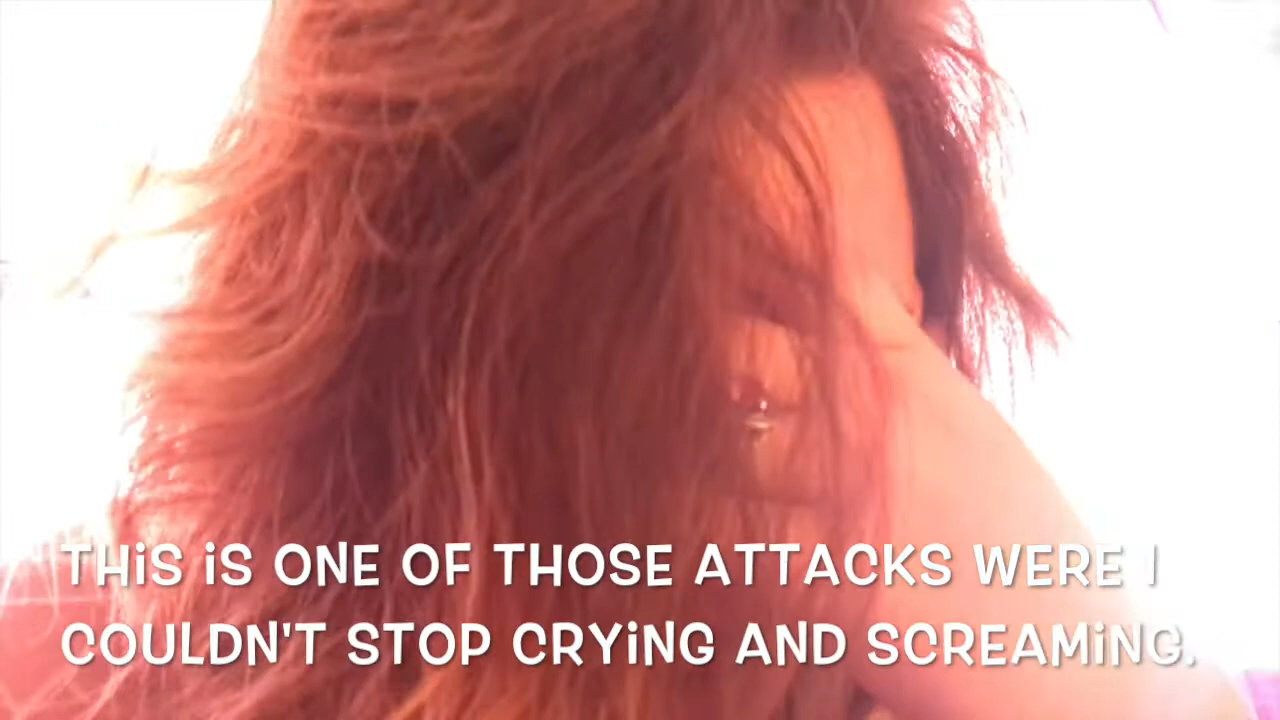 THiS iS ONE OF THOSE ATTACKS WERE I
COULDN'T STOP CRYiNG AND SCREAMiNG.